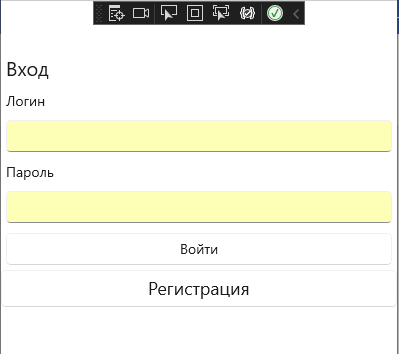 Вход
Логин
Пароль
Войти
Регистрация